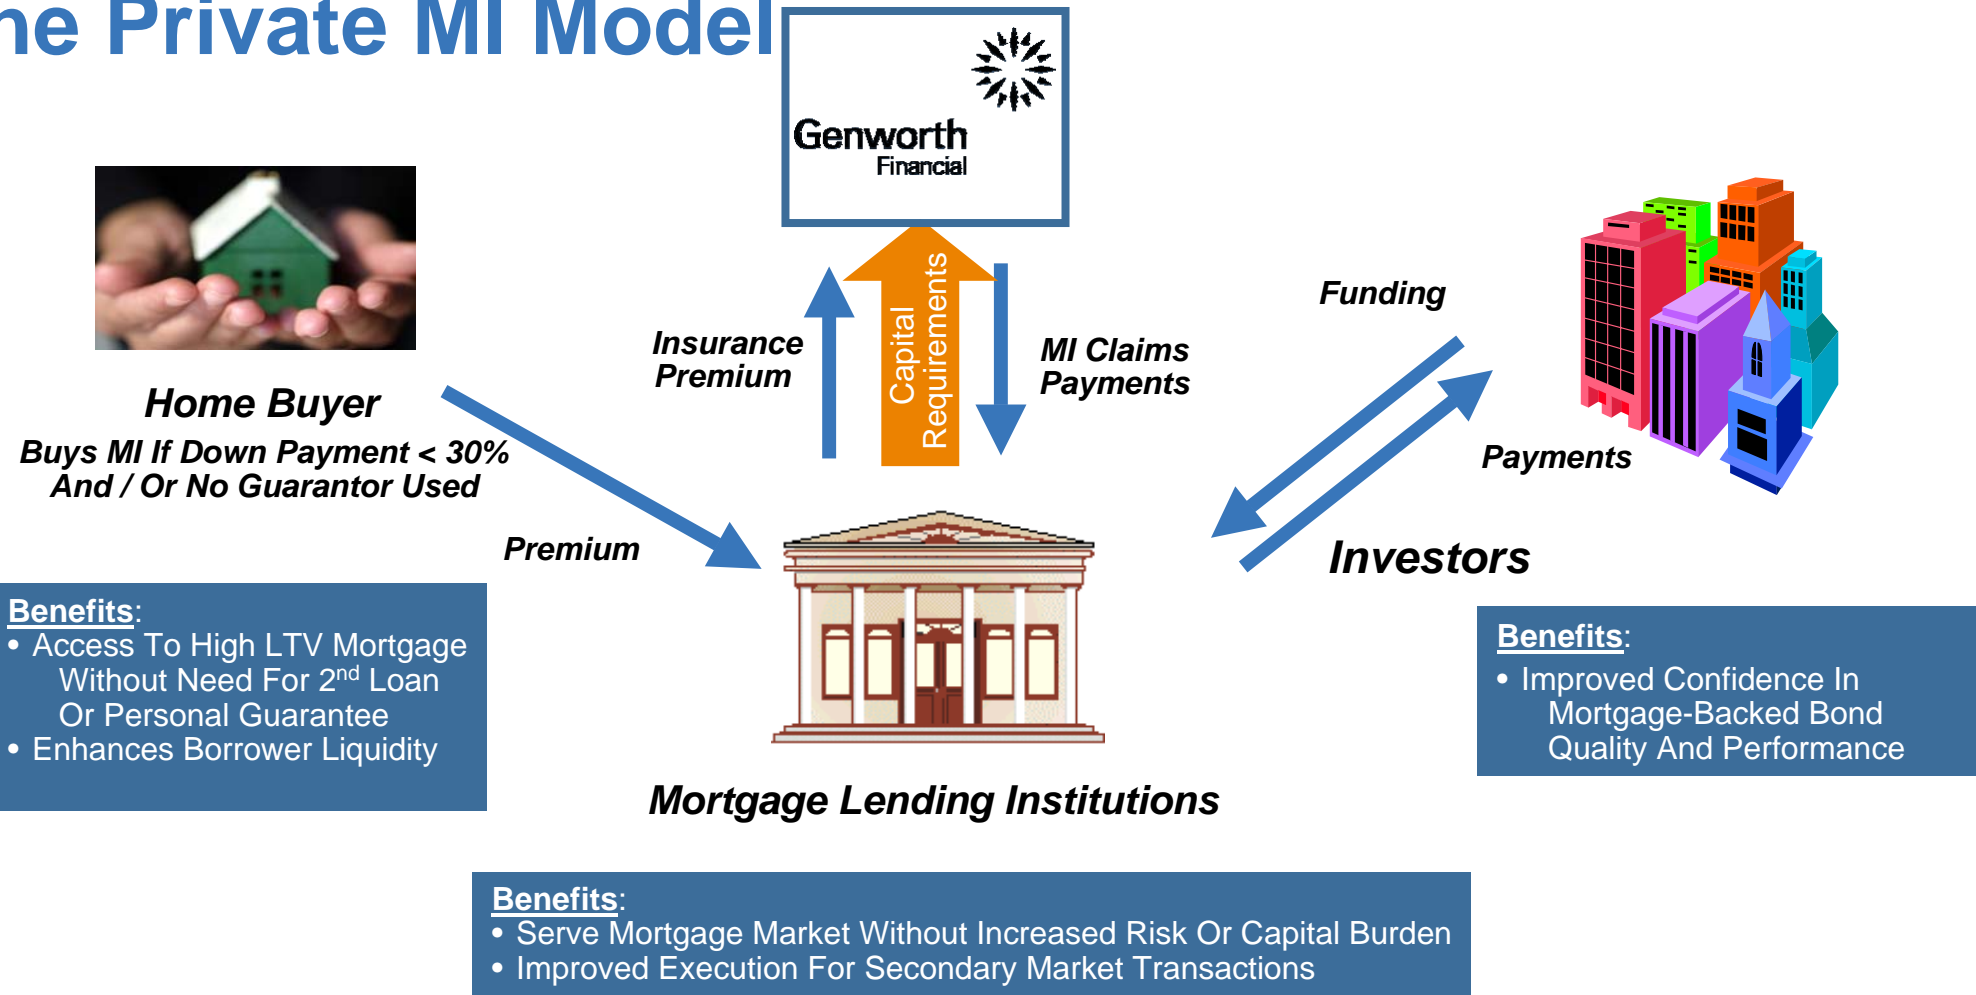 he Private MI Model
Genworth
Financial
Insurance
Premium
Capital
Requirements
MI Claims
Payments
Funding
Payments
Home Buyer
Buys MI If Down Payment < 30%
And / Or No Guarantor Used
Premium
Investors
Benefits:
• Access To High LTV Mortgage
Without Need For 2nd Loan
Or Personal Guarantee
• Enhances Borrower Liquidity
Benefits:
• Improved Confidence In
Mortgage-Backed Bond
Quality And Performance
Mortgage Lending Institutions
Benefits:
• Serve Mortgage Market Without Increased Risk Or Capital Burden
• Improved Execution For Secondary Market Transactions